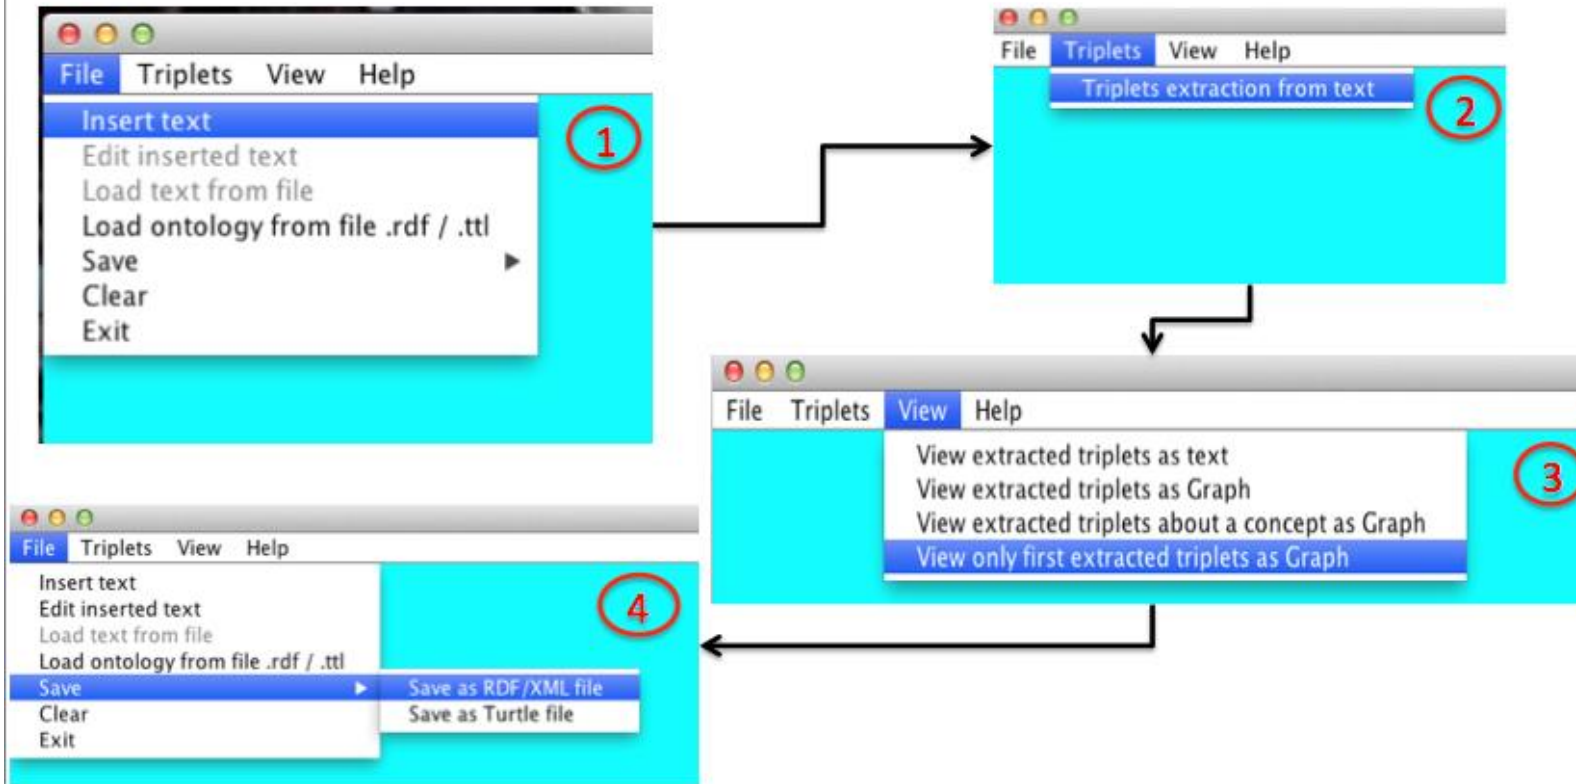 File Triplets View Help
Insert text
Edit inserted text
Load text from file
Load ontology from file .rdf / .ttl
Save
Clear
Exit
1
File Triplets View Help
Triplets extraction from text
2
File Triplets View Help
View extracted triplets as text
View extracted triplets as Graph
View extracted triplets about a concept as Graph
View only first extracted triplets as Graph
3
File Triplets View Help
Insert text
Edit inserted text
Load text from file
Load ontology from file .rdf / .ttl
Save
Clear
Exit
Save as RDF/XML file
Save as Turtle file
4